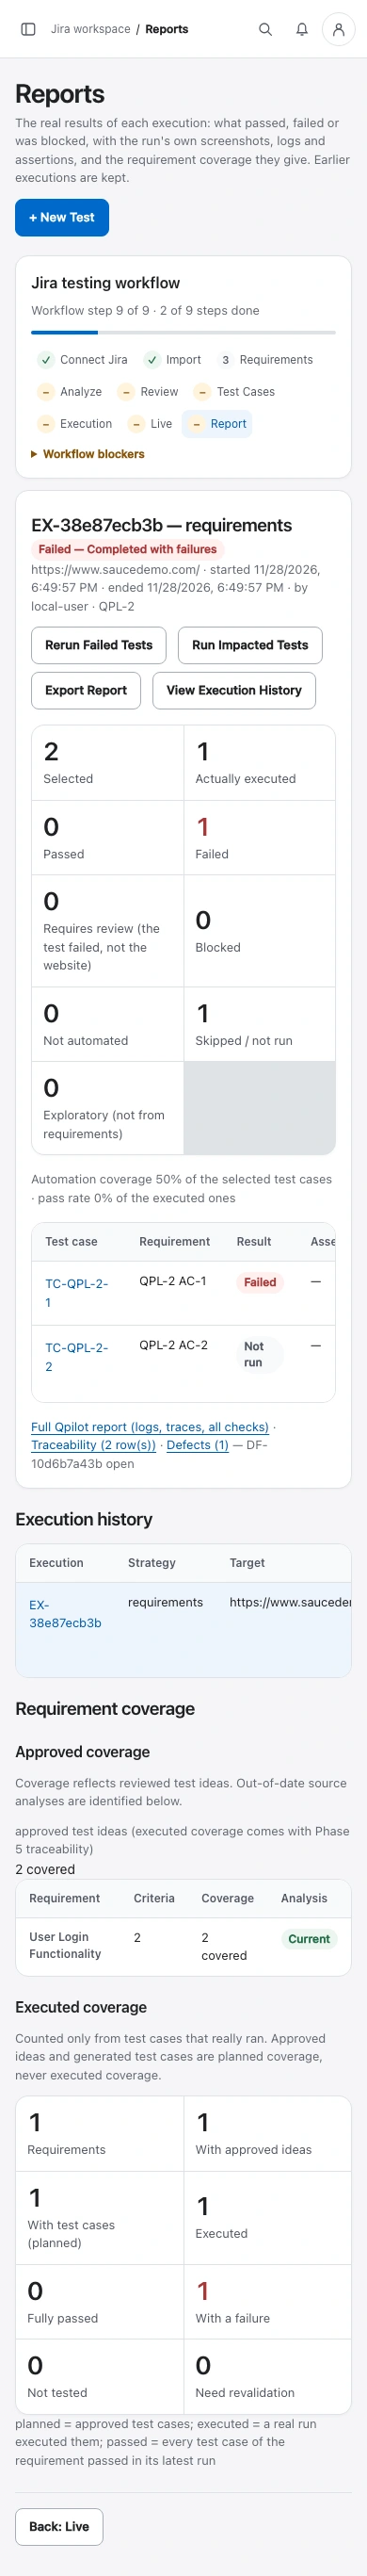 Jira workspace / Reports
Reports
The real results of each execution: what passed, failed or
was blocked, with the run's own screenshots, logs and
assertions, and the requirement coverage they give. Earlier
executions are kept.
+ New Test
Jira testing workflow
Workflow step 9 of 9 · 2 of 9 steps done
Connect Jira Import 3 Requirements
Analyze Review Test Cases
Execution Live Report
Workflow blockers
EX-38e87ecb3b — requirements
Failed — Completed with failures
https://www.saucedemo.com/ · started 11/28/2026,
6:49:57 PM · ended 11/28/2026, 6:49:57 PM · by
local-user · QPL-2
Rerun Failed Tests Run Impacted Tests
Export Report View Execution History
2 1
Selected Actually executed
0 1
Passed Failed
0 0
Requires review (the
test failed, not the
website)
Blocked
0 1
Not automated Skipped / not run
0
Exploratory (not from
requirements)
Automation coverage 50% of the selected test cases
· pass rate 0% of the executed ones
Test case Requirement Result Asse
TC-QPL-2-
1
QPL-2 AC-1 Failed —
TC-QPL-2-
2
QPL-2 AC-2 Not
run
—
Full Qpilot report (logs, traces, all checks) ·
Traceability (2 row(s)) · Defects (1) — DF-
10d6b7a43b open
Execution history
Execution Strategy Target
EX-
38e87ecb3b
requirements https://www.saucede
Requirement coverage
Approved coverage
Coverage reflects reviewed test ideas. Out-of-date source
analyses are identified below.
approved test ideas (executed coverage comes with Phase
5 traceability)
2 covered
Requirement Criteria Coverage Analysis
User Login
Functionality
2 2
covered
Current
Executed coverage
Counted only from test cases that really ran. Approved
ideas and generated test cases are planned coverage,
never executed coverage.
1 1
Requirements With approved ideas
1 1
With test cases
(planned)
Executed
0 1
Fully passed With a failure
0 0
Not tested Need revalidation
planned = approved test cases; executed = a real run
executed them; passed = every test case of the
requirement passed in its latest run
Back: Live